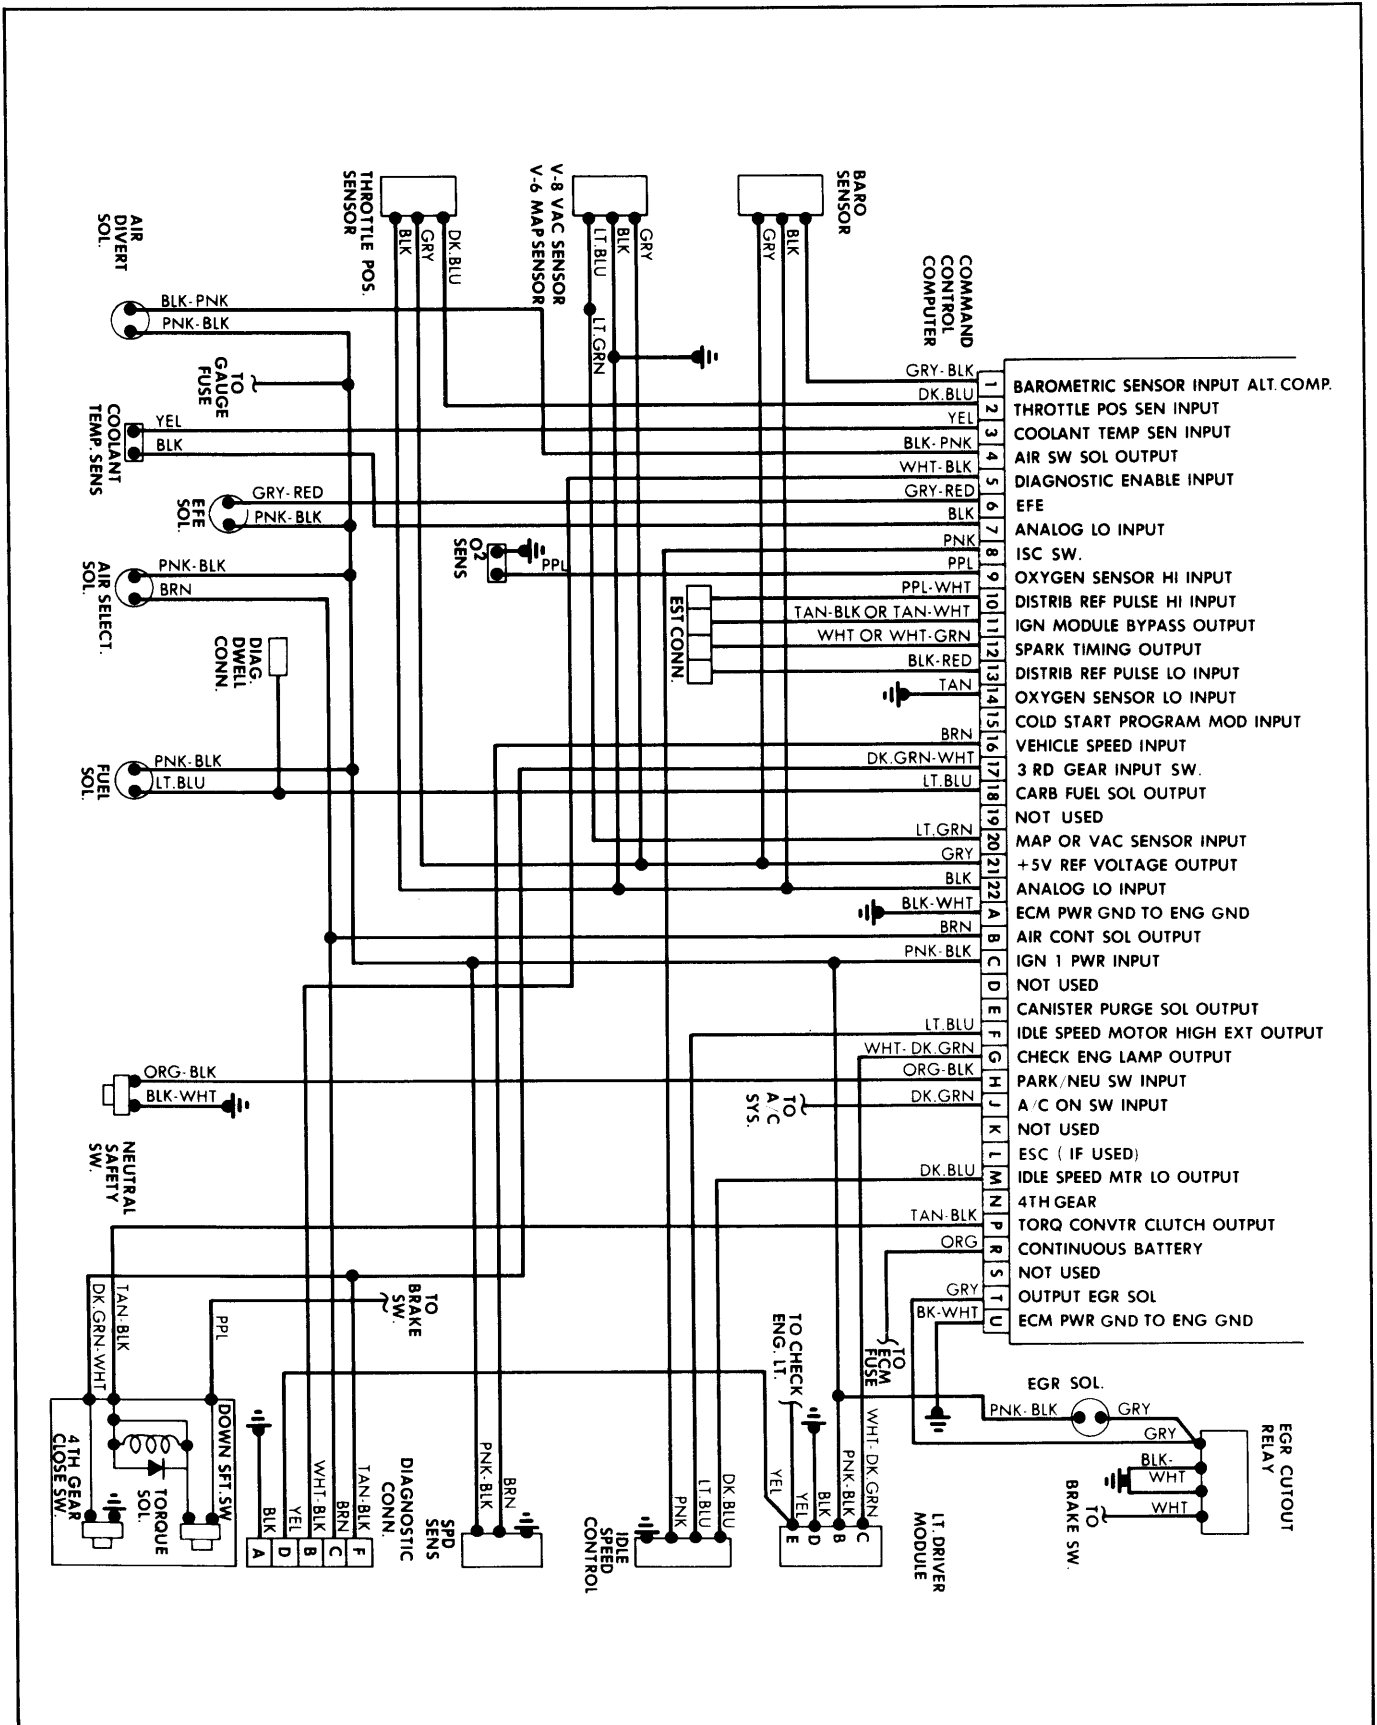 THROTTLE POS.
SENSOR
V-8 VAC SENSOR
V-6 MAP SENSOR
BARO
SENSOR
COMMAND
CONTROL
COMPUTER
AIR
DIVERT
SOL.
BLK
GRY
DK.BLU
LT.BLU
BLK
GRY
GRY
BLK
LT.GRN
BLK-PNK
PNK-BLK
TO
GAUGE
FUSE
COOLANT
TEMP. SENS
YEL
BLK
EFE
SOL.
GRY-RED
PNK-BLK
AIR SELECT.
SOL.
PNK-BLK
BRN
O2
SENS
PPL
EST CONN.
DIAG.
DWELL
CONN.
FUEL
SOL.
PNK-BLK
LT.BLU
GRY-BLK 1 BAROMETRIC SENSOR INPUT ALT. COMP.
DK.BLU 2 THROTTLE POS SEN INPUT
YEL 3 COOLANT TEMP SEN INPUT
BLK-PNK 4 AIR SW SOL OUTPUT
WHT-BLK 5 DIAGNOSTIC ENABLE INPUT
GRY-RED 6 EFE
BLK 7 ANALOG LO INPUT
PNK 8 ISC SW.
PPL 9 OXYGEN SENSOR HI INPUT
PPL-WHT 10 DISTRIB REF PULSE HI INPUT
TAN-BLK OR TAN-WHT 11 IGN MODULE BYPASS OUTPUT
WHT OR WHT-GRN 12 SPARK TIMING OUTPUT
BLK-RED 13 DISTRIB REF PULSE LO INPUT
TAN 14 OXYGEN SENSOR LO INPUT
15 COLD START PROGRAM MOD INPUT
BRN 16 VEHICLE SPEED INPUT
DK.GRN-WHT 17 3 RD GEAR INPUT SW.
LT.BLU 18 CARB FUEL SOL OUTPUT
19 NOT USED
LT.GRN 20 MAP OR VAC SENSOR INPUT
GRY 21 +5V REF VOLTAGE OUTPUT
BLK 22 ANALOG LO INPUT
BLK-WHT A ECM PWR GND TO ENG GND
BRN B AIR CONT SOL OUTPUT
PNK-BLK C IGN 1 PWR INPUT
D NOT USED
E CANISTER PURGE SOL OUTPUT
LT.BLU F IDLE SPEED MOTOR HIGH EXT OUTPUT
WHT-DK.GRN G CHECK ENG LAMP OUTPUT
ORG-BLK H PARK/NEU SW INPUT
DK.GRN J A/C ON SW INPUT
K NOT USED
L ESC ( IF USED)
DK.BLU M IDLE SPEED MTR LO OUTPUT
N 4TH GEAR
TAN-BLK P TORQ CONVTR CLUTCH OUTPUT
ORG R CONTINUOUS BATTERY
S NOT USED
GRY T OUTPUT EGR SOL
BK-WHT U ECM PWR GND TO ENG GND
ORG-BLK
BLK-WHT
NEUTRAL
SAFETY
SW.
TO
A/C
SYS.
DK.GRN-WHT
TAN-BLK
PPL
TO
BRAKE
SW.
4TH GEAR
CLOSE SW.
TORQUE
SOL.
DOWN SFT.SW
BLK
YEL
WHT-BLK
BRN
TAN-BLK
A D B C F
DIAGNOSTIC
CONN.
PNK-BLK
BRN
SPD
SENS
IDLE
SPEED
CONTROL
PNK
LT.BLU
DK.BLU
TO CHECK
ENG. LT.
TO
ECM
FUSE
YEL
YEL
BLK
PNK-BLK
WHT-DK.GRN
E D B C
LT. DRIVER
MODULE
EGR SOL.
PNK-BLK
GRY
GRY
BLK-
WHT
WHT
TO
BRAKE SW.
EGR CUTOUT
RELAY